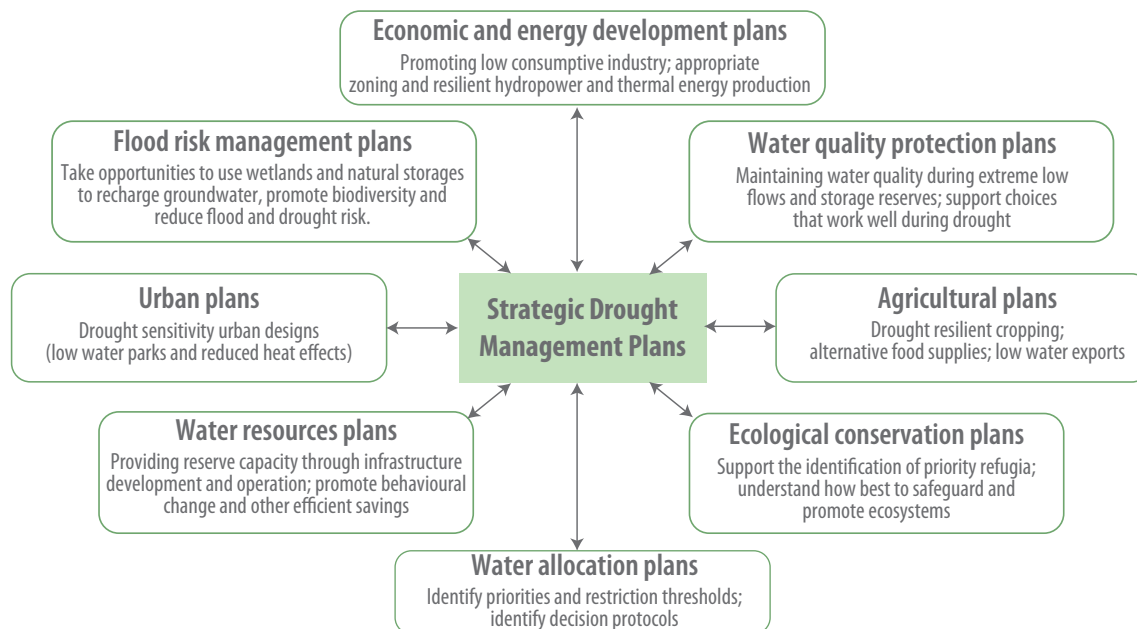 Economic and energy development plans
Promoting low consumptive industry; appropriate
zoning and resilient hydropower and thermal energy production
Flood risk management plans
Take opportunities to use wetlands and natural storages
to recharge groundwater, promote biodiversity and
reduce flood and drought risk.
Water quality protection plans
Maintaining water quality during extreme low
flows and storage reserves; support choices
that work well during drought
Urban plans
Drought sensitivity urban designs
(low water parks and reduced heat effects)
Strategic Drought
Management Plans
Agricultural plans
Drought resilient cropping;
alternative food supplies; low water exports
Water resources plans
Providing reserve capacity through infrastructure
development and operation; promote behavioural
change and other efficient savings
Ecological conservation plans
Support the identification of priority refugia;
understand how best to safeguard and
promote ecosystems
Water allocation plans
Identify priorities and restriction thresholds;
identify decision protocols